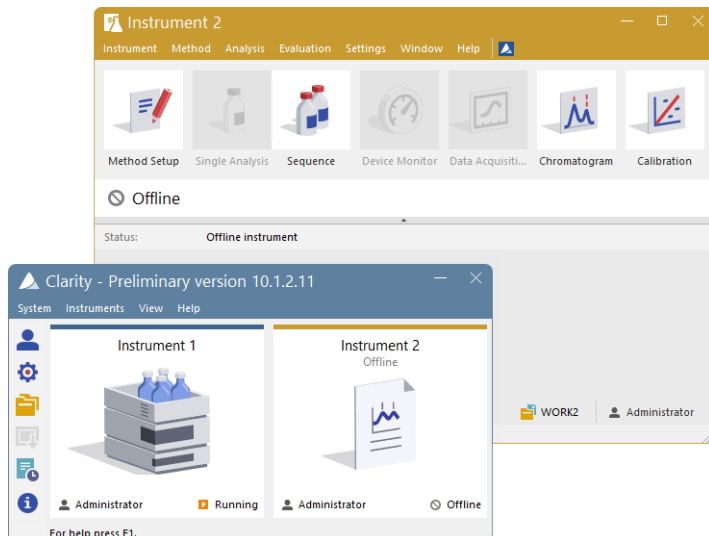 Instrument 2
Instrument Method Analysis Evaluation Settings Window Help
Method Setup Single Analysis Sequence Device Monitor Data Acquisiti... Chromatogram Calibration
Offline
Status: Offline instrument
WORK2 Administrator
Clarity - Preliminary version 10.1.2.11
System Instruments View Help
Instrument 1 Instrument 2
Offline
Administrator Running Administrator Offline
For help press F1.